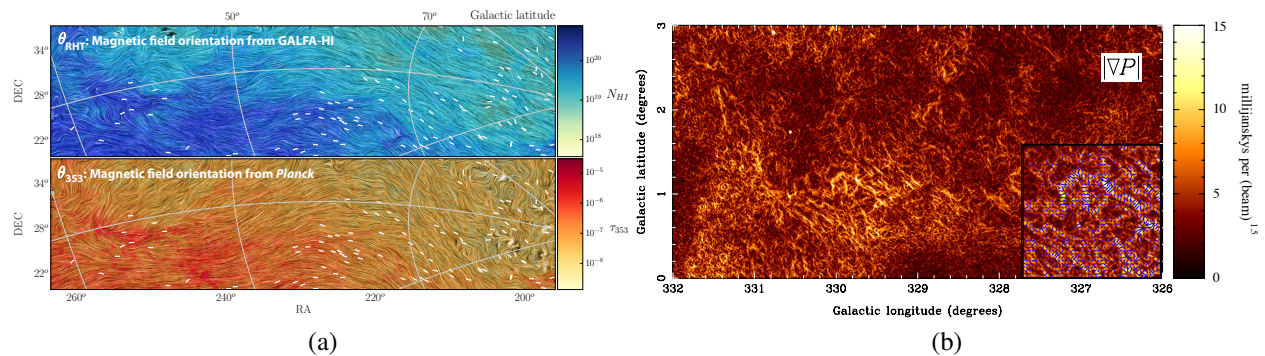 50° 70° Galactic latitude
θRHT: Magnetic field orientation from GALFA-HI
34°
28°
22°
DEC
10²⁰
10¹⁹
10¹⁸
N_HI
θ353: Magnetic field orientation from Planck
34°
28°
22°
DEC
10⁻⁵
10⁻⁶
10⁻⁷
10⁻⁸
τ353
260° 240° 220° 200°
RA
(a)
|∇P|
Galactic latitude (degrees)
3
2
1
0
332 331 330 329 328 327 326
Galactic longitude (degrees)
15
10
5
0
millijanskys per (beam)^1.5
(b)